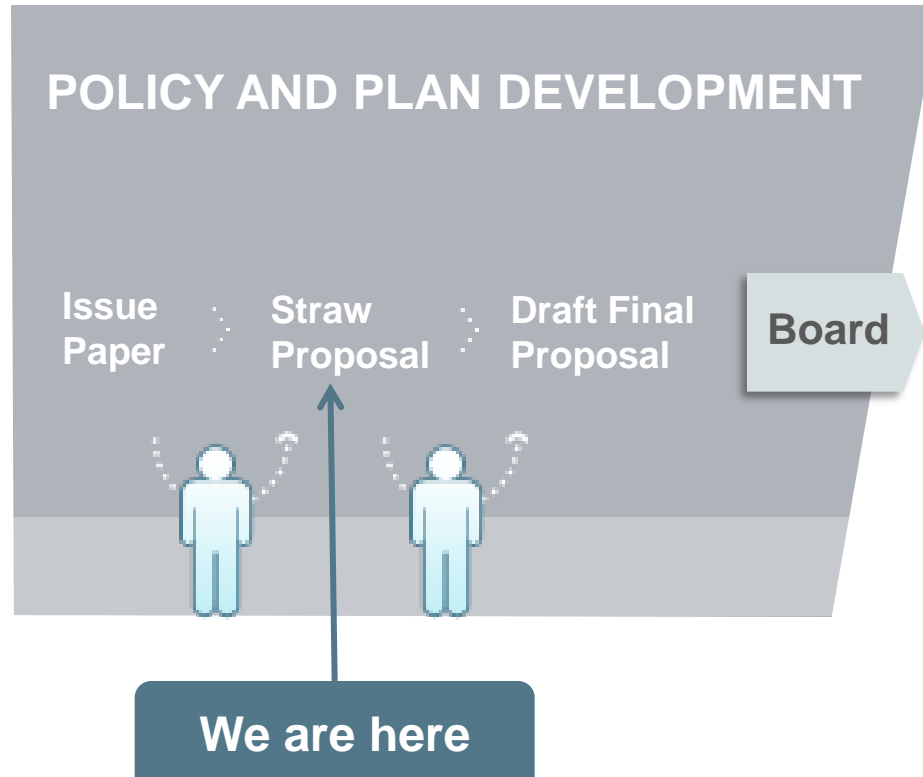 POLICY AND PLAN DEVELOPMENT
Issue
Paper
Straw
Proposal
Draft Final
Proposal
Board
We are here